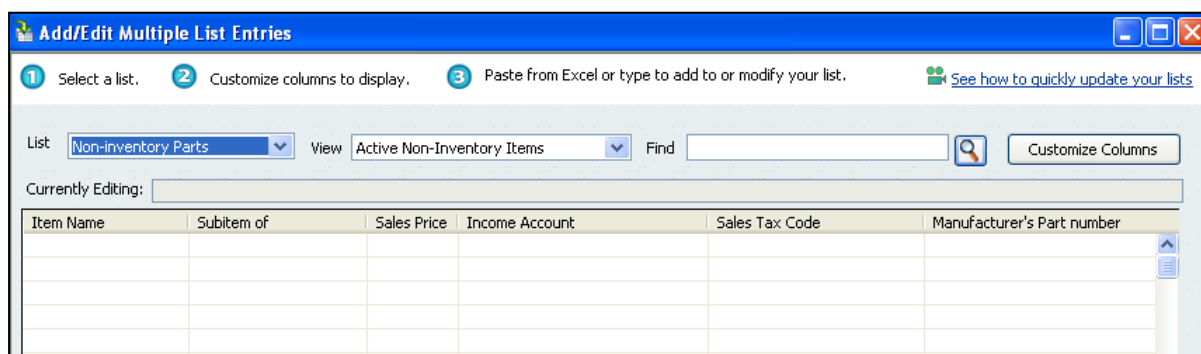 Add/Edit Multiple List Entries
1 Select a list. 2 Customize columns to display. 3 Paste from Excel or type to add to or modify your list. See how to quickly update your lists
List Non-inventory Parts View Active Non-Inventory Items Find Customize Columns
Currently Editing:
Item Name Subitem of Sales Price Income Account Sales Tax Code Manufacturer's Part number